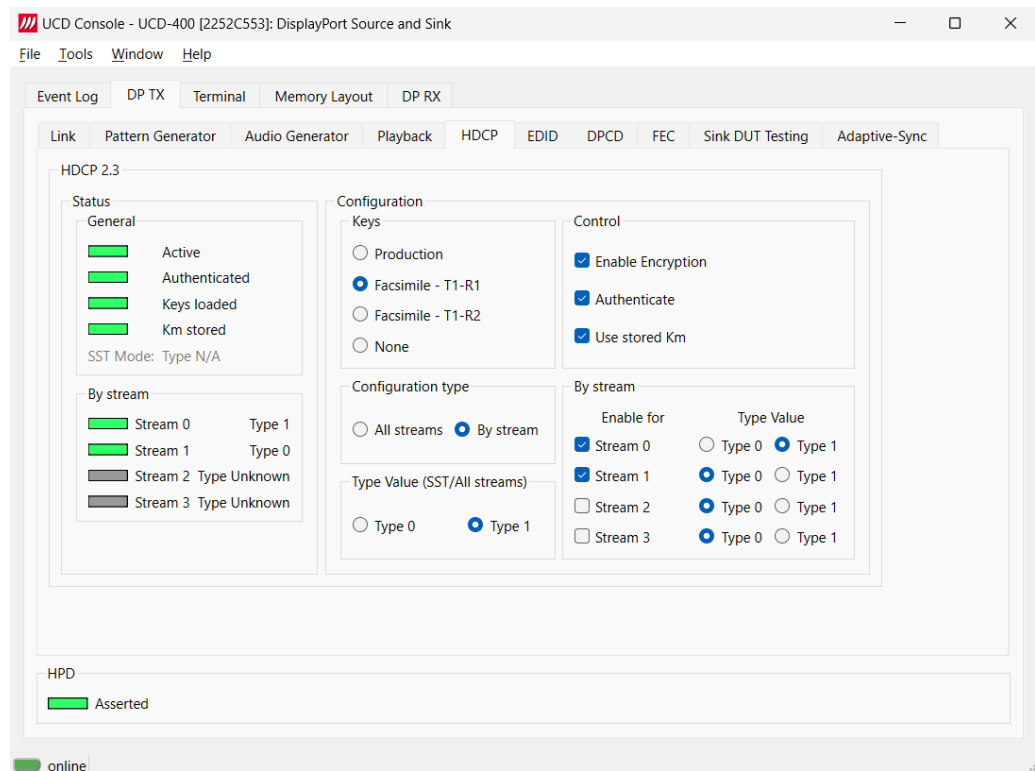 UCD Console - UCD-400 [2252C553]: DisplayPort Source and Sink
File Tools Window Help
Event Log DP TX Terminal Memory Layout DP RX
Link Pattern Generator Audio Generator Playback HDCP EDID DPCD FEC Sink DUT Testing Adaptive-Sync
HDCP 2.3
Status
General
Active
Authenticated
Keys loaded
Km stored
SST Mode: Type N/A
By stream
Stream 0 Type 1
Stream 1 Type 0
Stream 2 Type Unknown
Stream 3 Type Unknown
Configuration
Keys
Production
Facsimile - T1-R1
Facsimile - T1-R2
None
Control
Enable Encryption
Authenticate
Use stored Km
Configuration type
All streams By stream
Type Value (SST/All streams)
Type 0 Type 1
By stream
Enable for Type Value
Stream 0 Type 0 Type 1
Stream 1 Type 0 Type 1
Stream 2 Type 0 Type 1
Stream 3 Type 0 Type 1
HPD
Asserted
online